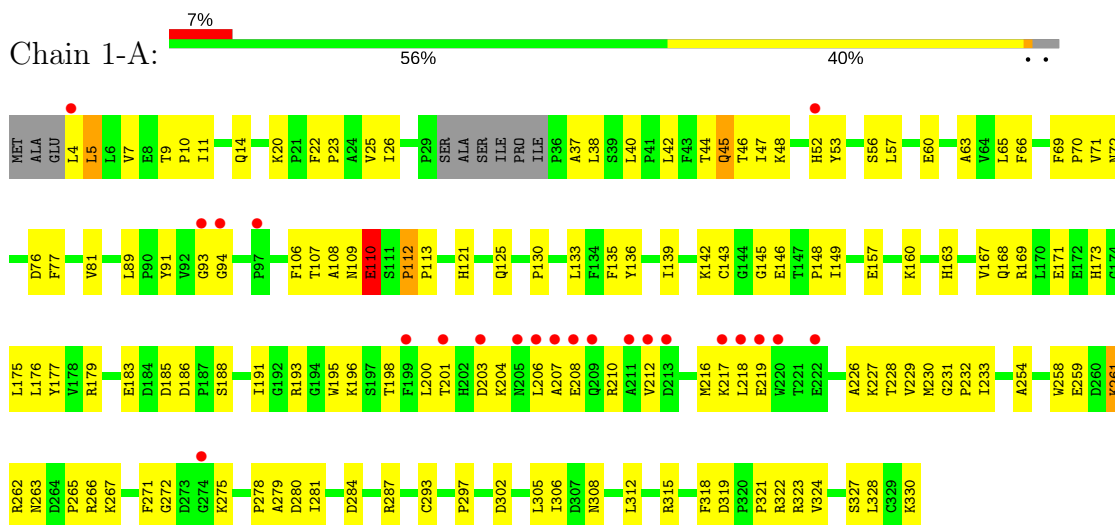 7%
Chain 1-A:
56% 40% • •
MET ALA GLU L4 L5 L6 V7 E8 T9 P10 I11 Q14 K20 P21 F22 P23 A24 V25 I26 P29 SER ALA SER ILE PRO ILE P36 A37 L38 S39 L40 P41 L42 F43 T44 Q45 T46 I47 K48 H52 Y53 S56 L57 E60 A63 V64 L65 F66 F69 P70 V71 N72
D76 F77 V81 L89 P90 Y91 V92 G93 G94 P97 F106 T107 A108 N109 E110 S111 P112 P113 H121 Q125 P130 L133 F134 F135 Y136 I139 K142 C143 G144 G145 E146 T147 P148 I149 E157 K160 H163 V167 Q168 R169 L170 E171 E172 H173 G174
L175 L176 Y177 V178 R179 E183 D184 D185 D186 P187 S188 I191 G192 R193 G194 W195 K196 S197 T198 F199 L200 T201 H202 D203 K204 N205 L206 A207 E208 Q209 R210 A211 V212 D213 M216 K217 L218 E219 W220 T221 E222 A226 K227 T228 V229 M230 G231 P232 I233 A254 W258 E259 D260 K261
R262 N263 D264 P265 R266 K267 F271 G272 D273 G274 K275 P278 A279 D280 I281 D284 R287 C293 P297 D302 L305 I306 D307 N308 L312 R315 F318 D319 P320 P321 R322 R323 V324 S327 L328 C329 K330